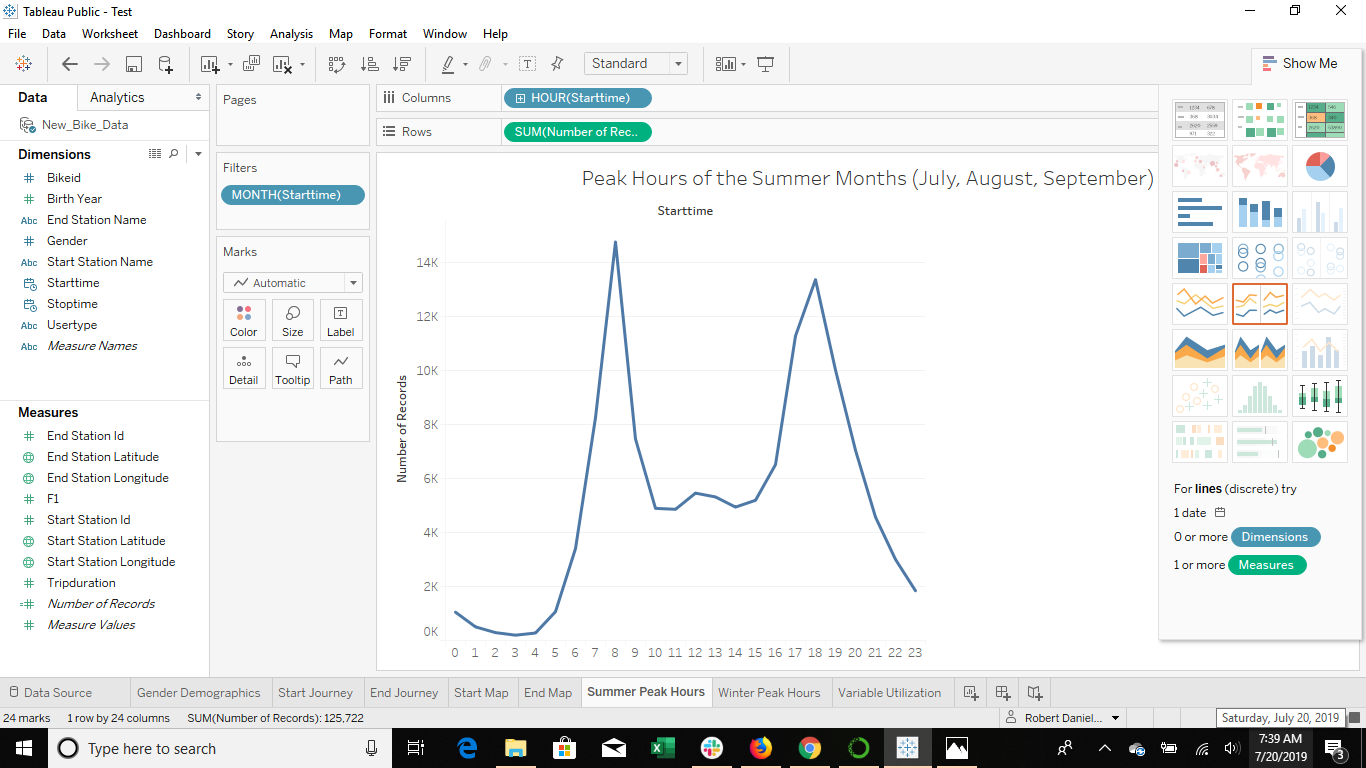 Tableau Public - Test
File Data Worksheet Dashboard Story Analysis Map Format Window Help
Standard
Show Me
Data Analytics
New_Bike_Data
Dimensions
Bikeid
Birth Year
Abc End Station Name
Gender
Abc Start Station Name
Starttime
Stoptime
Abc Usertype
Abc Measure Names
Measures
End Station Id
End Station Latitude
End Station Longitude
F1
Start Station Id
Start Station Latitude
Start Station Longitude
Tripduration
Number of Records
Measure Values
Pages
Filters
MONTH(Starttime)
Marks
Automatic
Color Size Label
Detail Tooltip Path
Columns HOUR(Starttime)
Rows SUM(Number of Rec..
Peak Hours of the Summer Months (July, August, September)
Starttime
Number of Records
14K
12K
10K
8K
6K
4K
2K
0K
0 1 2 3 4 5 6 7 8 9 10 11 12 13 14 15 16 17 18 19 20 21 22 23
For lines (discrete) try
1 date
0 or more Dimensions
1 or more Measures
Data Source Gender Demographics Start Journey End Journey Start Map End Map Summer Peak Hours Winter Peak Hours Variable Utilization
24 marks 1 row by 24 columns SUM(Number of Records): 125,722
Robert Daniel...
Saturday, July 20, 2019
Type here to search
7:39 AM
7/20/2019
3